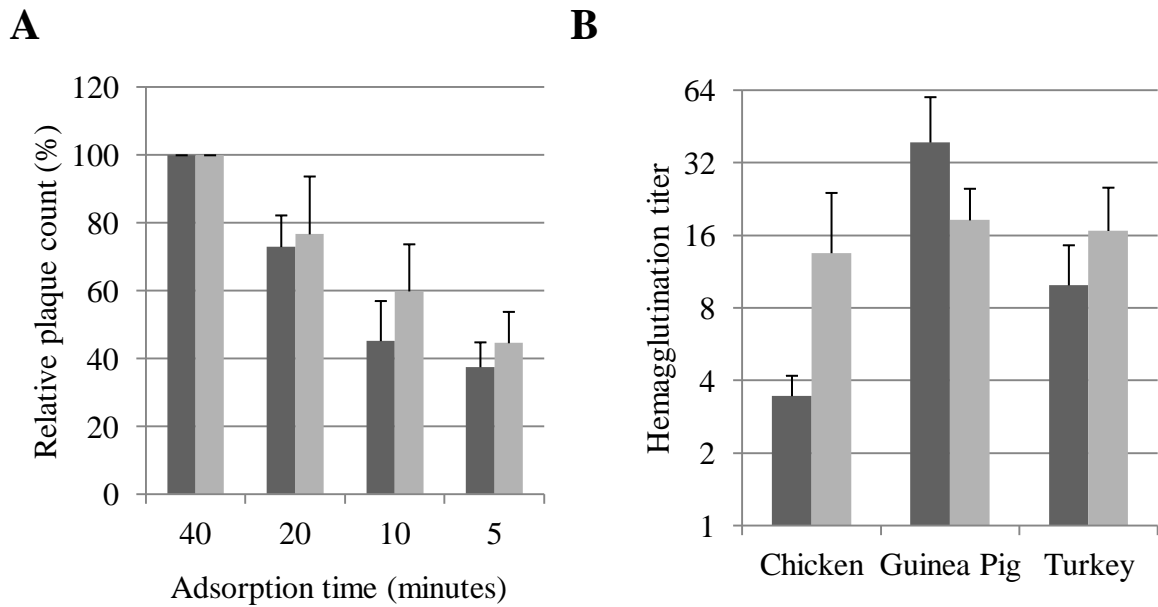 A
Relative plaque count (%)
120
100
80
60
40
20
0
40 20 10 5
Adsorption time (minutes)
B
Hemagglutination titer
64
32
16
8
4
2
1
Chicken Guinea Pig Turkey